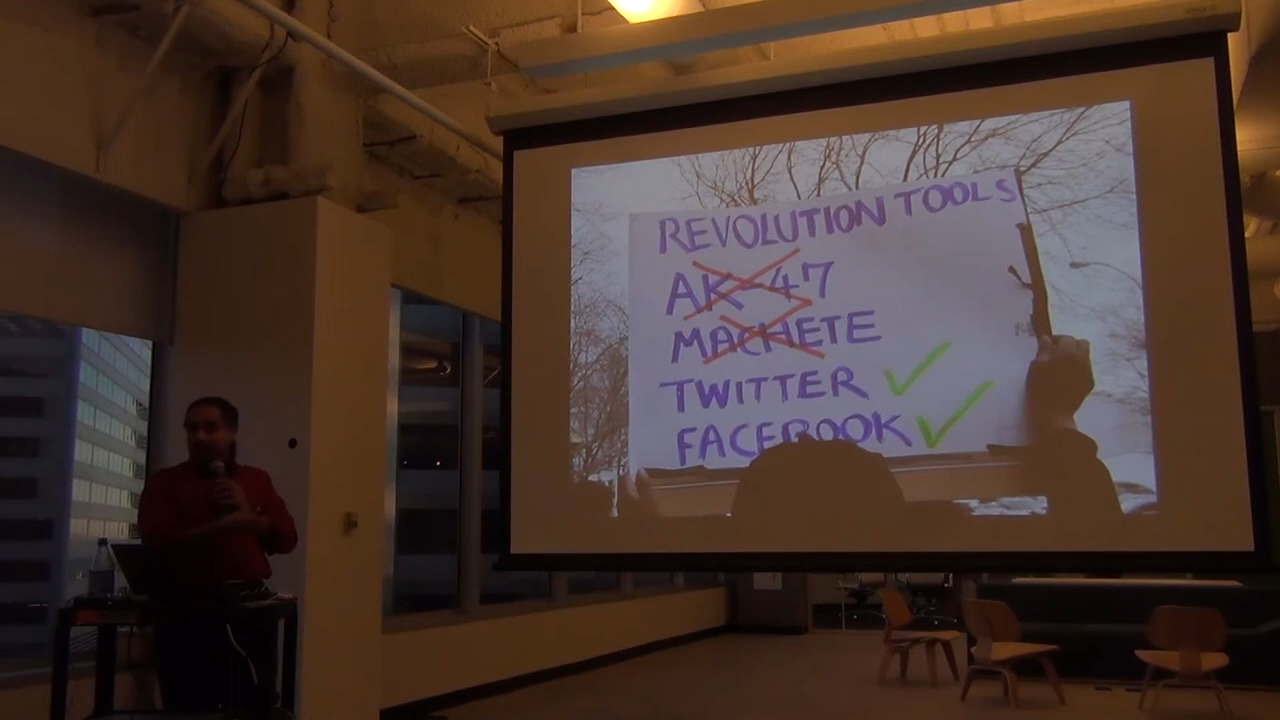 REVOLUTION TOOLS
AK-47
MACHETE
TWITTER
FACEBOOK